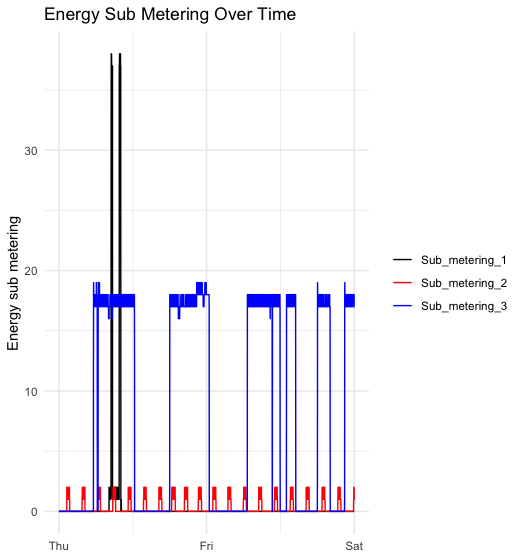 Energy Sub Metering Over Time
Energy sub metering
30
20
10
0
Thu
Fri
Sat
Sub_metering_1
Sub_metering_2
Sub_metering_3